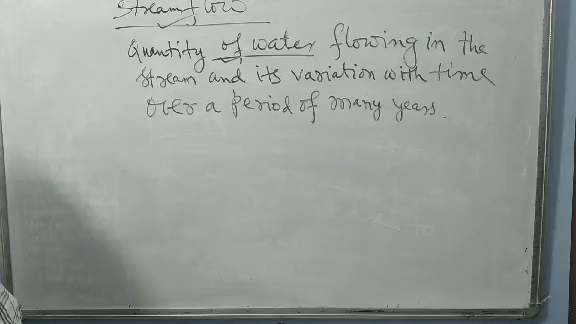 Stream flow
Quantity of water flowing in the
stream and its variation with time
over a period of many years.